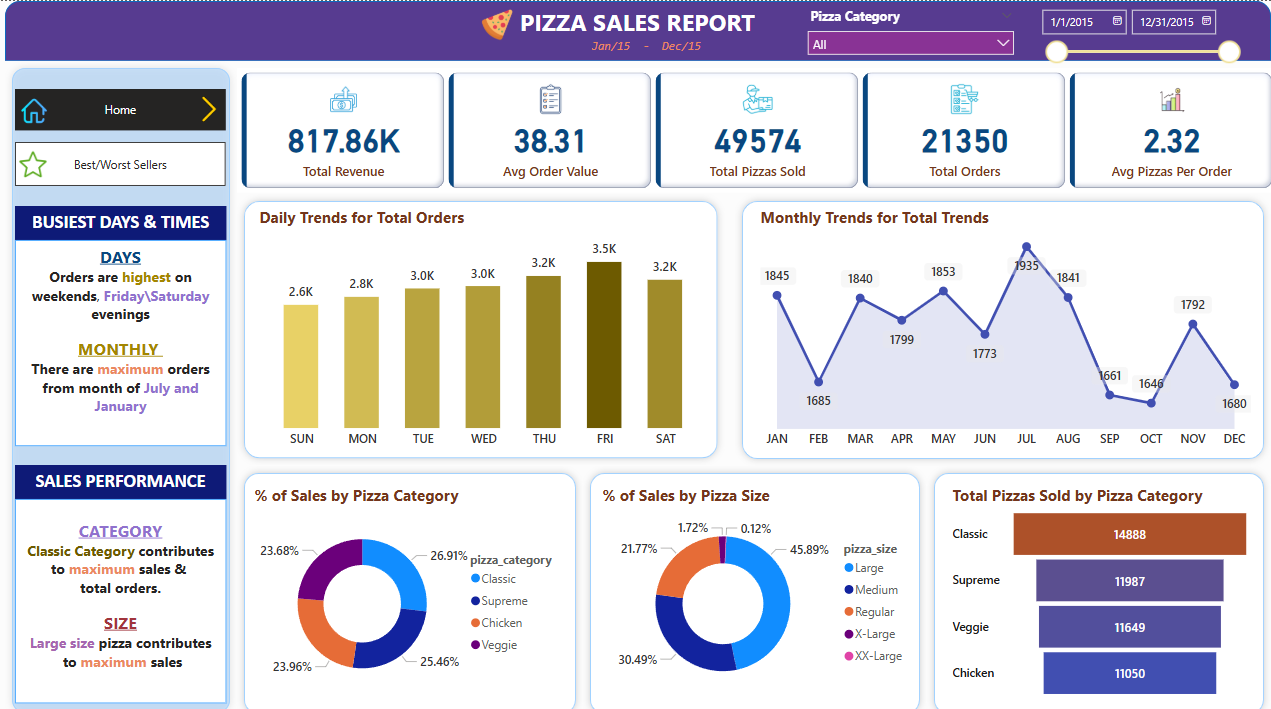 PIZZA SALES REPORT
Jan/15 - Dec/15
Pizza Category
All
1/1/2015
12/31/2015
Home
Best/Worst Sellers
BUSIEST DAYS & TIMES
DAYS
Orders are highest on
weekends, Friday\Saturday
evenings
MONTHLY
There are maximum orders
from month of July and
January
SALES PERFORMANCE
CATEGORY
Classic Category contributes
to maximum sales &
total orders.
SIZE
Large size pizza contributes
to maximum sales
817.86K
Total Revenue
38.31
Avg Order Value
49574
Total Pizzas Sold
21350
Total Orders
2.32
Avg Pizzas Per Order
Daily Trends for Total Orders
2.6K
2.8K
3.0K
3.0K
3.2K
3.5K
3.2K
SUN
MON
TUE
WED
THU
FRI
SAT
Monthly Trends for Total Trends
1845
1685
1840
1799
1853
1773
1935
1841
1661
1646
1792
1680
JAN
FEB
MAR
APR
MAY
JUN
JUL
AUG
SEP
OCT
NOV
DEC
% of Sales by Pizza Category
26.91%
25.46%
23.96%
23.68%
pizza_category
Classic
Supreme
Chicken
Veggie
% of Sales by Pizza Size
45.89%
30.49%
21.77%
1.72%
0.12%
pizza_size
Large
Medium
Regular
X-Large
XX-Large
Total Pizzas Sold by Pizza Category
Classic
14888
Supreme
11987
Veggie
11649
Chicken
11050